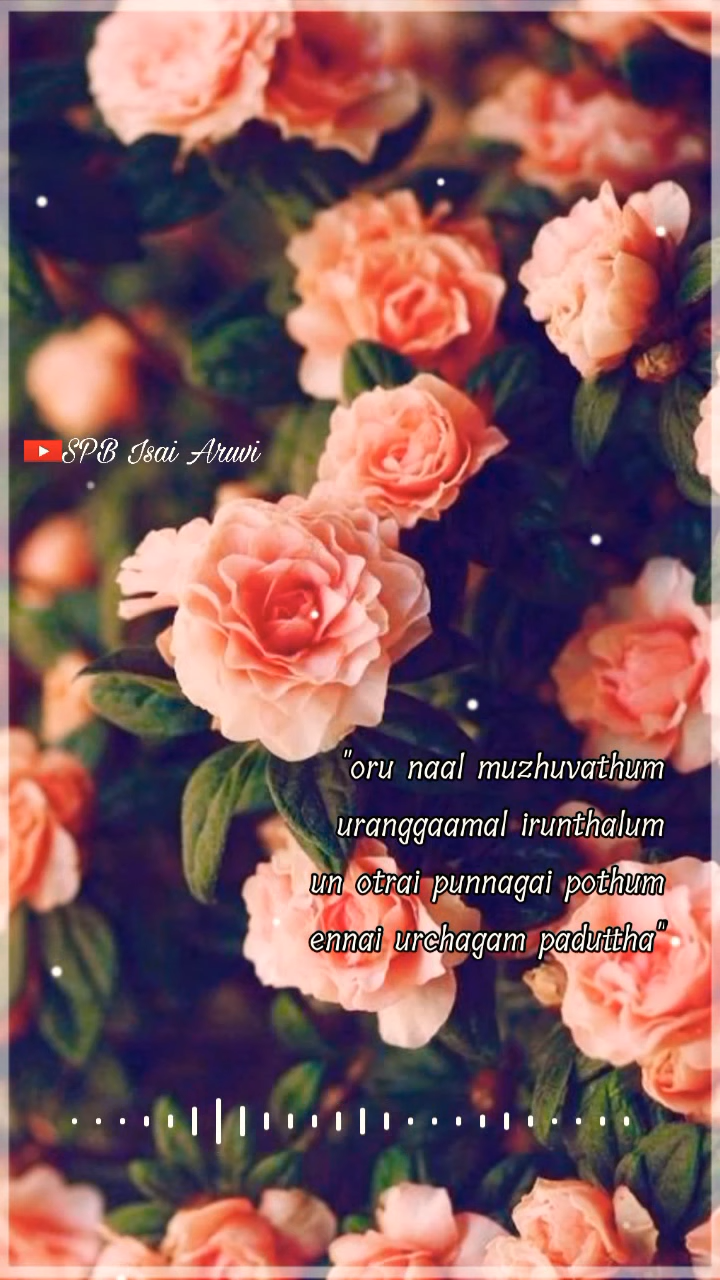 SPB Isai Aruvi
"oru naal muzhuvathum
uranggaamal irunthalum
un otrai punnagai pothum
ennai urchagam paduttha"